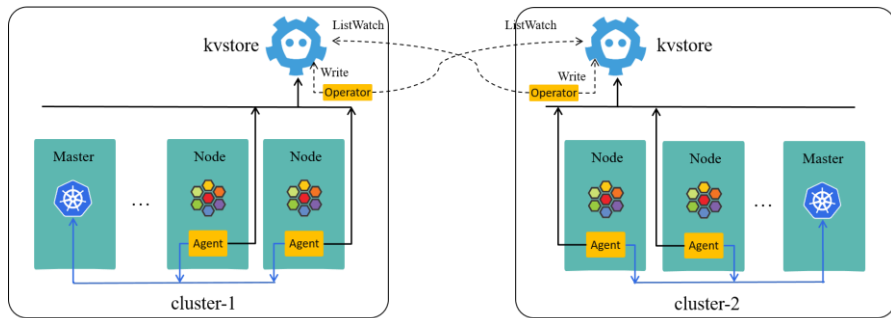 ListWatch
kvstore
Write
Operator
Master
...
Node
Node
Agent
Agent
cluster-1
ListWatch
kvstore
Write
Operator
Node
Node
...
Master
Agent
Agent
cluster-2